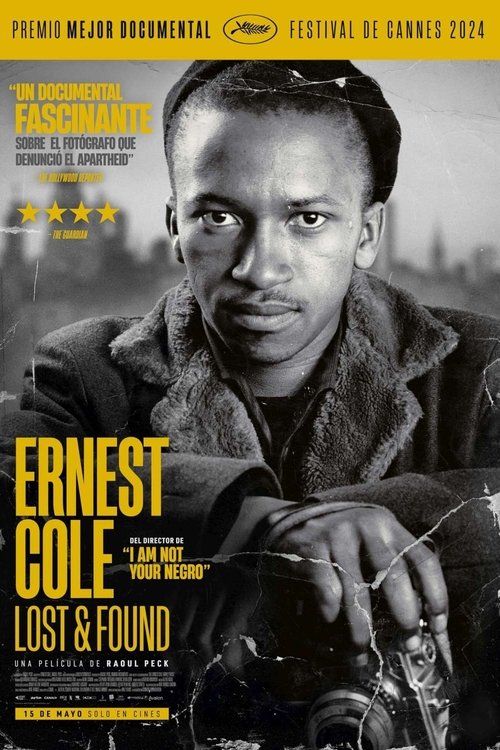 PREMIO MEJOR DOCUMENTAL FESTIVAL DE CANNES 2024
“UN DOCUMENTAL
FASCINANTE
SOBRE EL FOTÓGRAFO QUE
DENUNCIÓ EL APARTHEID”
- THE HOLLYWOOD REPORTER
- THE GUARDIAN
ERNEST
COLE
LOST & FOUND
DEL DIRECTOR DE
“I AM NOT
YOUR NEGRO”
UNA PELÍCULA DE RAOUL PECK
15 DE MAYO SOLO EN CINES